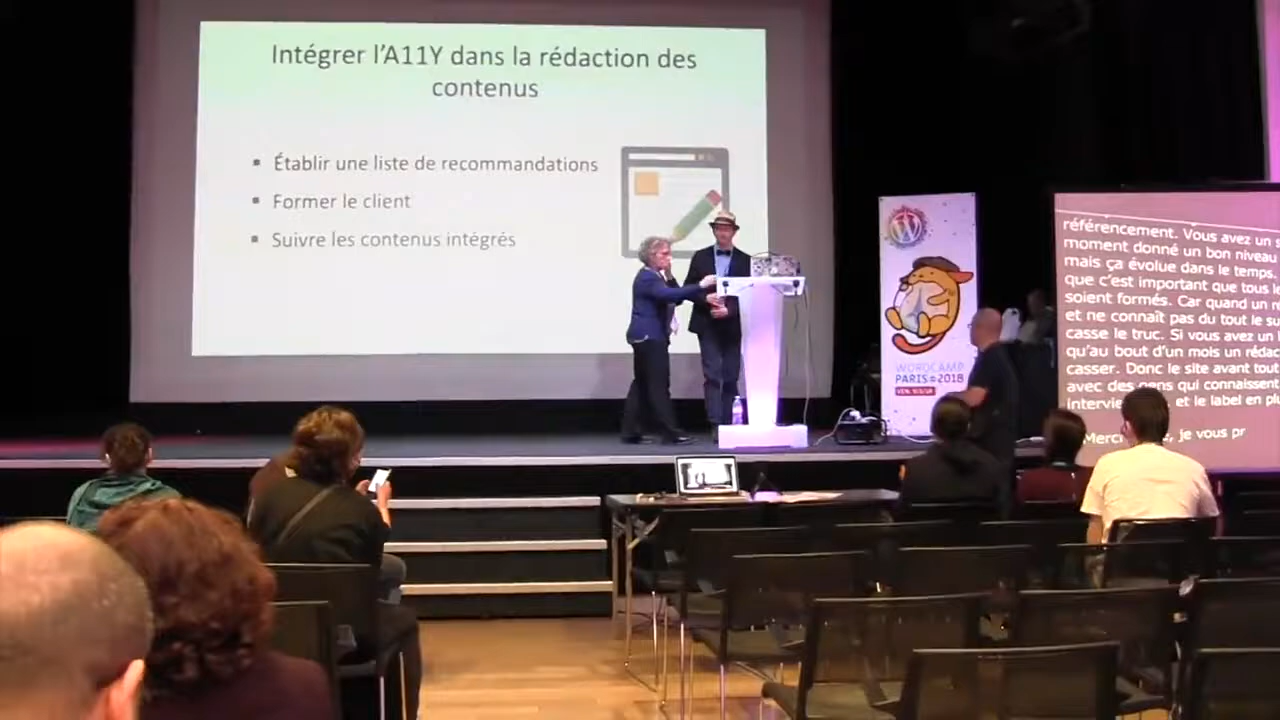 Intégrer l'A11Y dans la rédaction des
contenus
▪ Établir une liste de recommandations
▪ Former le client
▪ Suivre les contenus intégrés
WORDCAMP
PARIS 2018
référencement. Vous avez un
moment donné un bon niveau
mais ça évolue dans le temps.
que c'est important que tous
soient formés. Car quand un
et ne connaît pas du tout le
casse le truc. Si vous avez un
qu'au bout d'un mois un
casser. Donc le site avant tout
avec des gens qui connaissent
et le label en
je vous pr